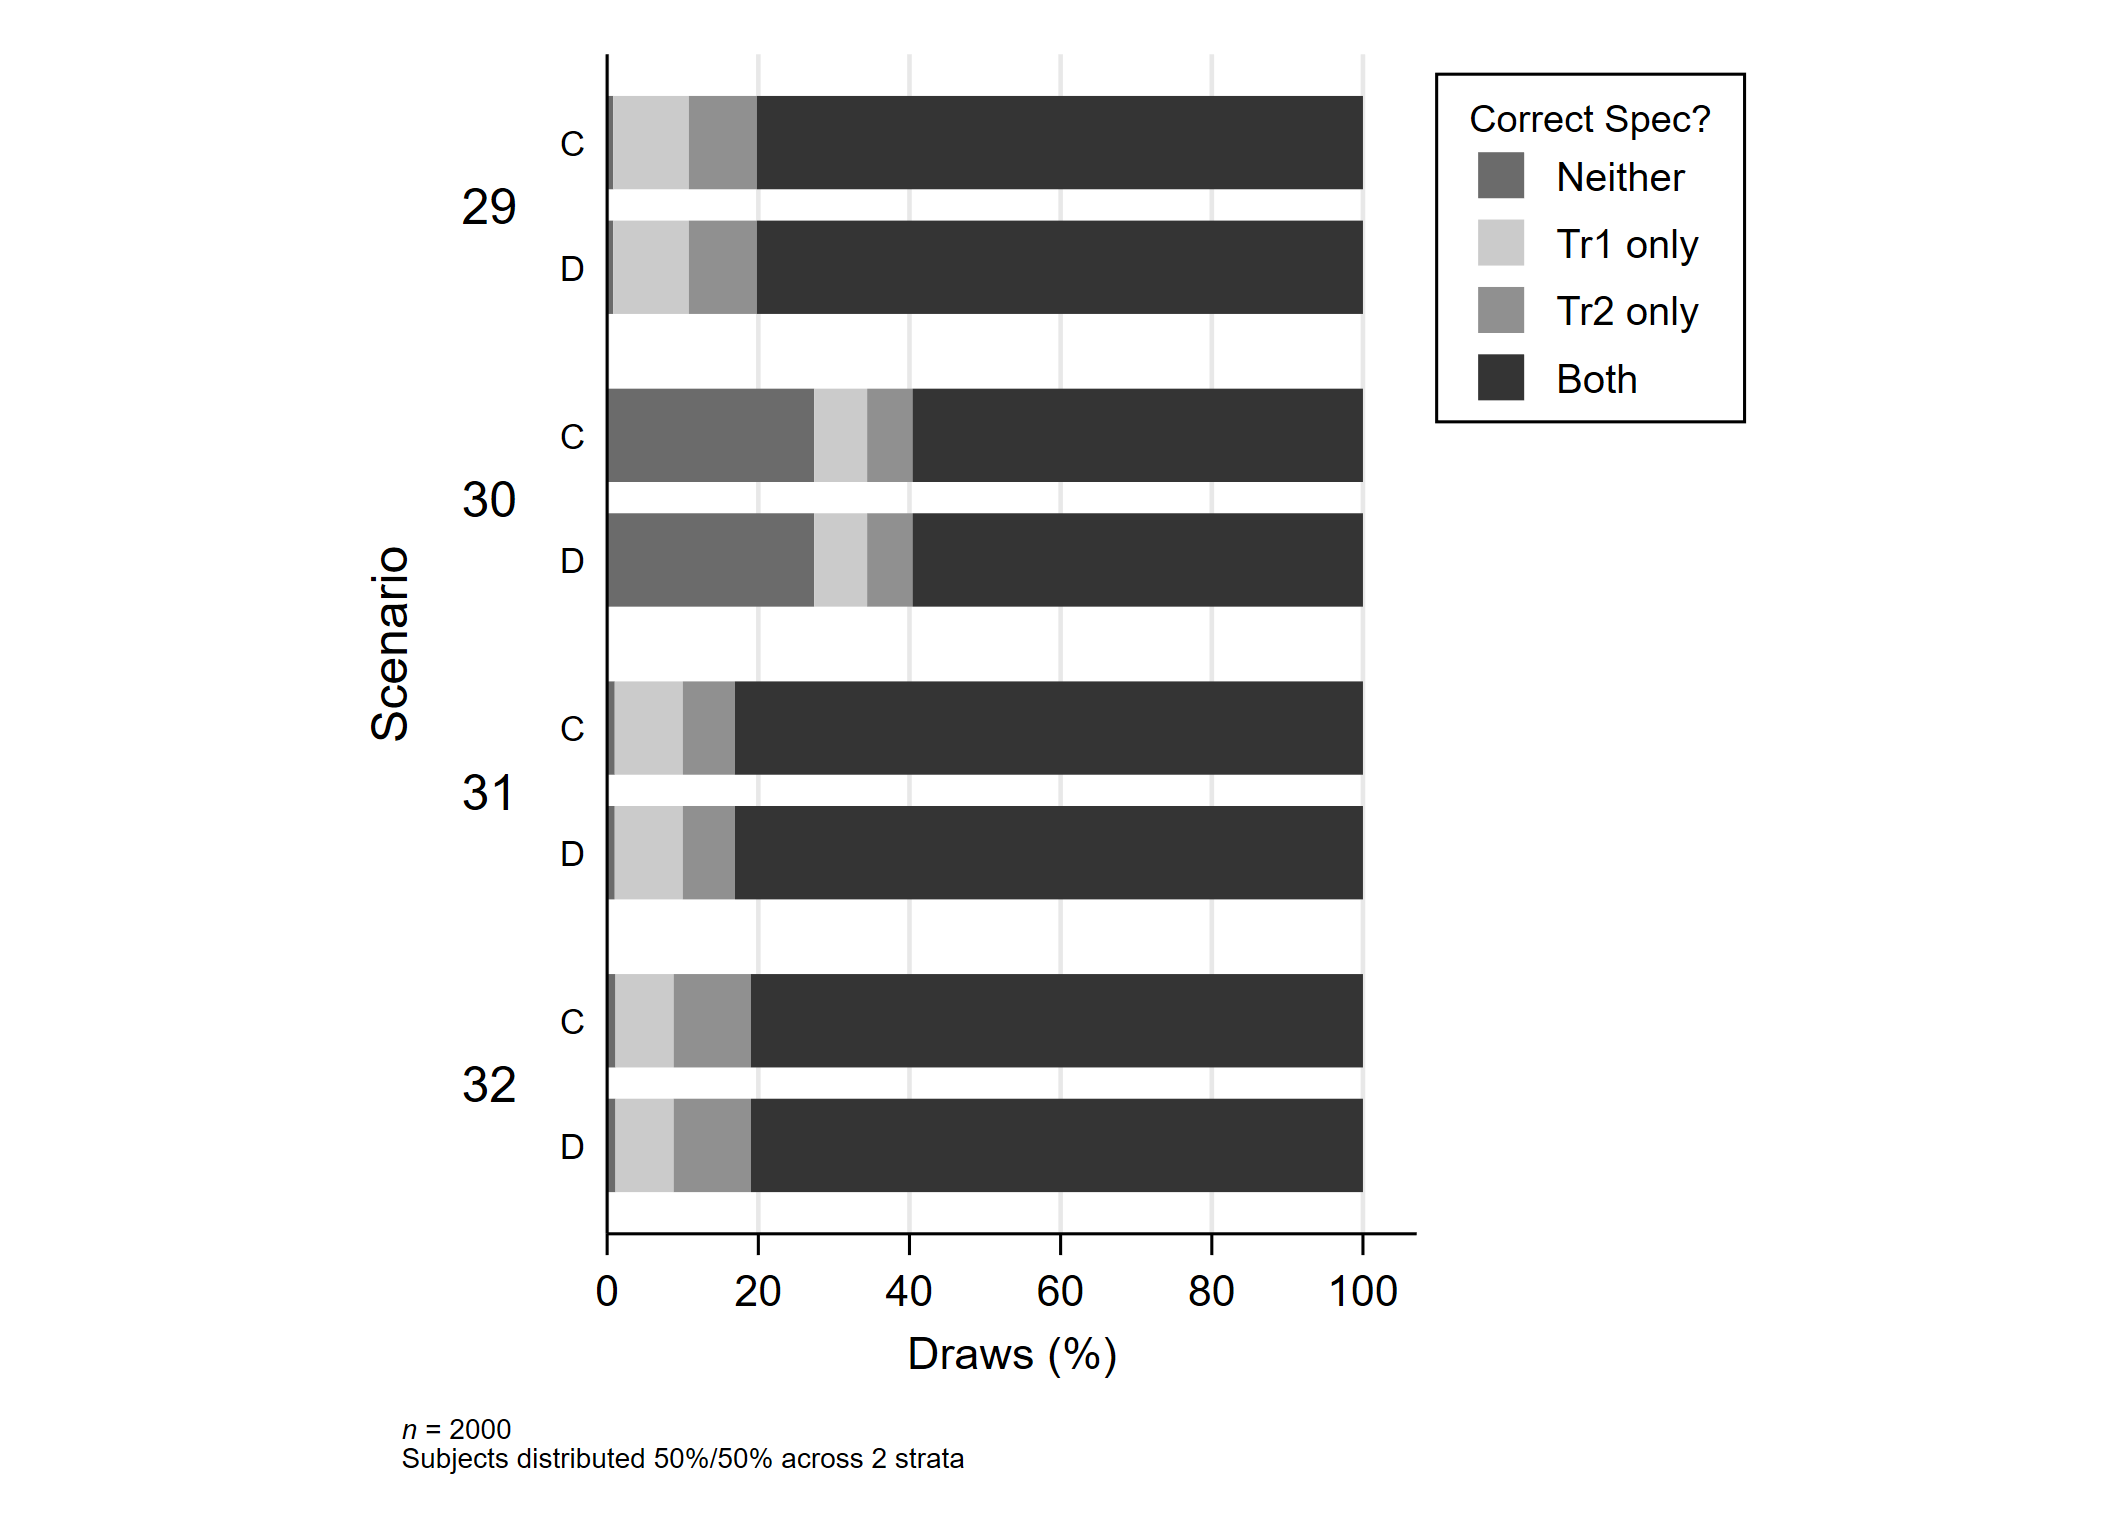 Correct Spec?
Neither
Tr1 only
Tr2 only
Both
Scenario
29
C
D
30
C
D
31
C
D
32
C
D
0 20 40 60 80 100
Draws (%)
n = 2000
Subjects distributed 50%/50% across 2 strata